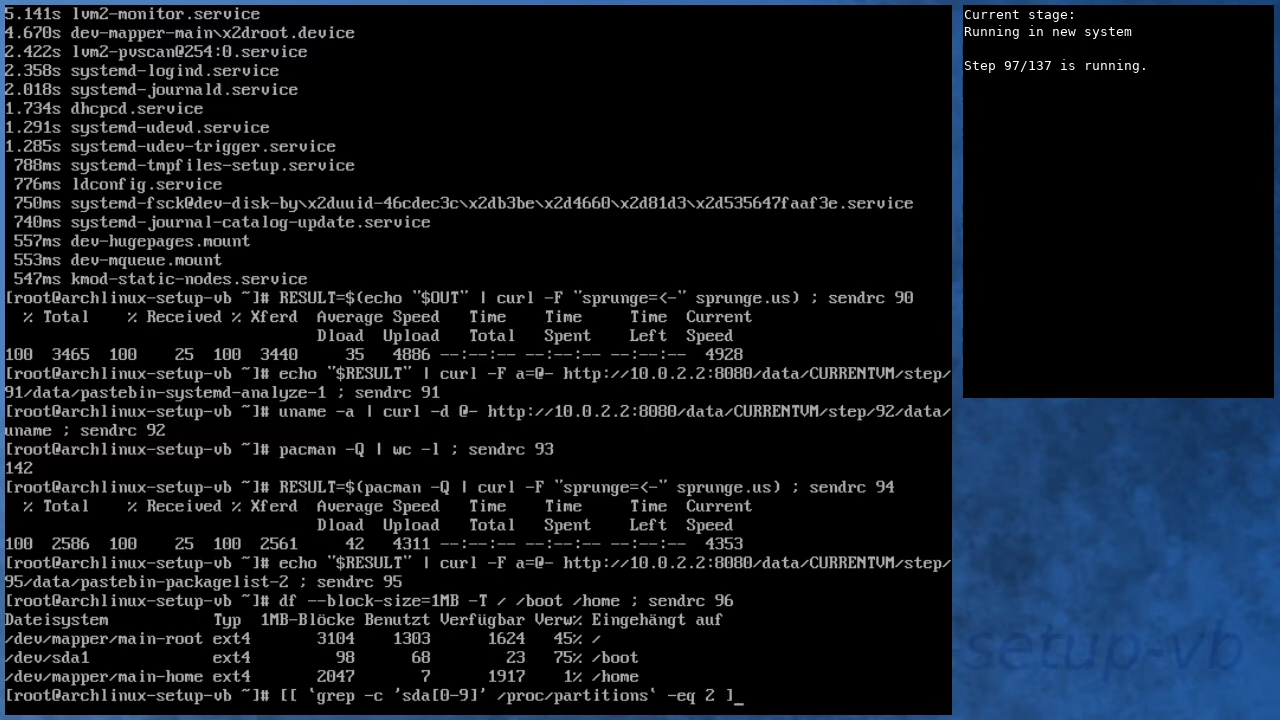 5.141s lvm2-monitor.service
4.670s dev-mapper-main\x2droot.device
2.422s lvm2-pvscan@254:0.service
2.358s systemd-logind.service
2.018s systemd-journald.service
1.734s dhcpcd.service
1.291s systemd-udevd.service
1.285s systemd-udev-trigger.service
 788ms systemd-tmpfiles-setup.service
 776ms ldconfig.service
 750ms systemd-fsck@dev-disk-by\x2duuid-46cdec3c\x2db3be\x2d4660\x2d81d3\x2d535647faaf3e.service
 740ms systemd-journal-catalog-update.service
 557ms dev-hugepages.mount
 553ms dev-mqueue.mount
 547ms kmod-static-nodes.service
[root@archlinux-setup-vb ~]# RESULT=$(echo "$OUT" | curl -F "sprunge=<-" sprunge.us) ; sendrc 90
  % Total    % Received % Xferd  Average Speed   Time    Time     Time  Current
                                 Dload  Upload   Total   Spent    Left  Speed
100  3465  100    25  100  3440     35   4886 --:--:-- --:--:-- --:--:--  4928
[root@archlinux-setup-vb ~]# echo "$RESULT" | curl -F a=@- http://10.0.2.2:8080/data/CURRENTVM/step/
91/data/pastebin-systemd-analyze-1 ; sendrc 91
[root@archlinux-setup-vb ~]# uname -a | curl -d @- http://10.0.2.2:8080/data/CURRENTVM/step/92/data/
uname ; sendrc 92
[root@archlinux-setup-vb ~]# pacman -Q | wc -l ; sendrc 93
142
[root@archlinux-setup-vb ~]# RESULT=$(pacman -Q | curl -F "sprunge=<-" sprunge.us) ; sendrc 94
  % Total    % Received % Xferd  Average Speed   Time    Time     Time  Current
                                 Dload  Upload   Total   Spent    Left  Speed
100  2586  100    25  100  2561     42   4311 --:--:-- --:--:-- --:--:--  4353
[root@archlinux-setup-vb ~]# echo "$RESULT" | curl -F a=@- http://10.0.2.2:8080/data/CURRENTVM/step/
95/data/pastebin-packagelist-2 ; sendrc 95
[root@archlinux-setup-vb ~]# df --block-size=1MB -T / /boot /home ; sendrc 96
Dateisystem           Typ  1MB-Blöcke Benutzt Verfügbar Verw% Eingehängt auf
/dev/mapper/main-root ext4       3104    1303      1624   45% /
/dev/sda1             ext4         98      68        23   75% /boot
/dev/mapper/main-home ext4       2047       7      1917    1% /home
[root@archlinux-setup-vb ~]# [[ `grep -c 'sda[0-9]' /proc/partitions` -eq 2 ]_
Current stage:
Running in new system
Step 97/137 is running.
setup-vb